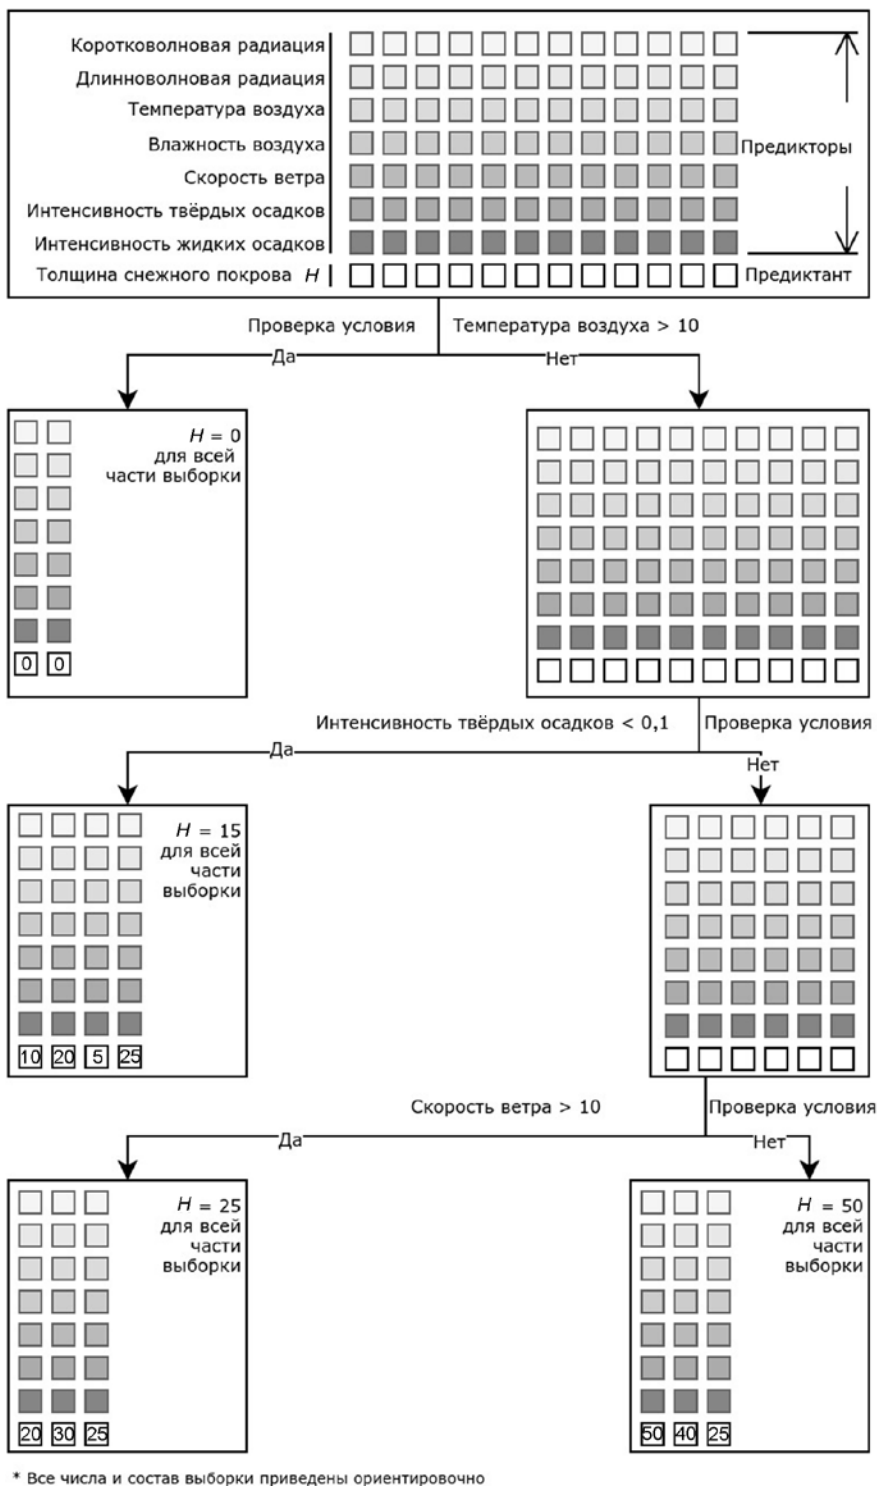 Коротковолновая радиация
Длинноволновая радиация
Температура воздуха
Влажность воздуха
Предикторы
Скорость ветра
Интенсивность твёрдых осадков
Интенсивность жидких осадков
Толщина снежного покрова H
Предиктант
Проверка условия
Температура воздуха > 10
Да
Нет
H = 0
для всей
части выборки
0 0
Интенсивность твёрдых осадков < 0,1
Проверка условия
Да
Нет
H = 15
для всей
части
выборки
10 20 5 25
Скорость ветра > 10
Проверка условия
Да
Нет
H = 25
для всей
части
выборки
20 30 25
H = 50
для всей
части
выборки
50 40 25
* Все числа и состав выборки приведены ориентировочно